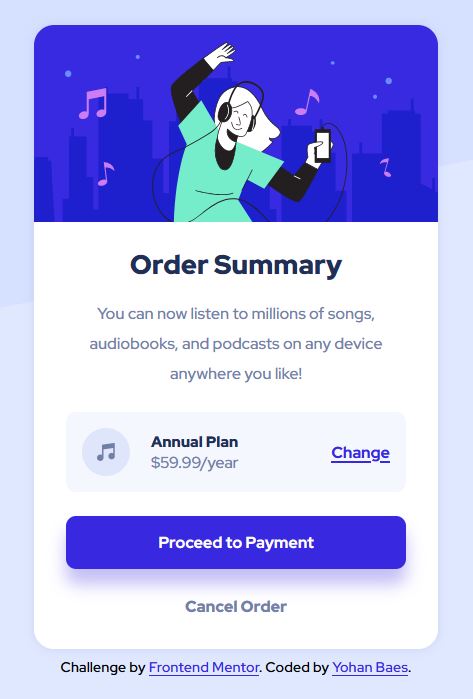 Order Summary
You can now listen to millions of songs,
audiobooks, and podcasts on any device
anywhere you like!
Annual Plan
$59.99/year
Change
Proceed to Payment
Cancel Order
Challenge by Frontend Mentor. Coded by Yohan Baes.